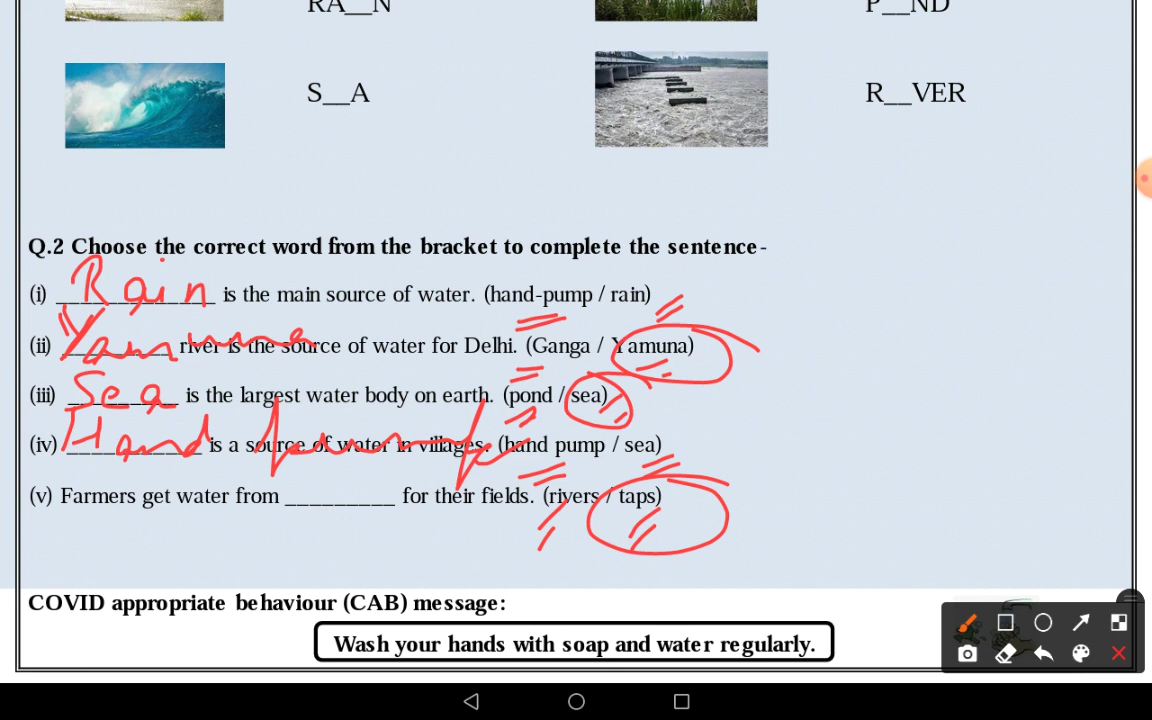 RA__N
P__ND
S__A
R__VER
Q.2 Choose the correct word from the bracket to complete the sentence-
(i) Rain is the main source of water. (hand-pump / rain)
(ii) Yamuna river is the source of water for Delhi. (Ganga / Yamuna)
(iii) Sea is the largest water body on earth. (pond / sea)
(iv) Hand pump is a source of water in villages. (hand pump / sea)
(v) Farmers get water from _________ for their fields. (rivers / taps)
COVID appropriate behaviour (CAB) message:
Wash your hands with soap and water regularly.